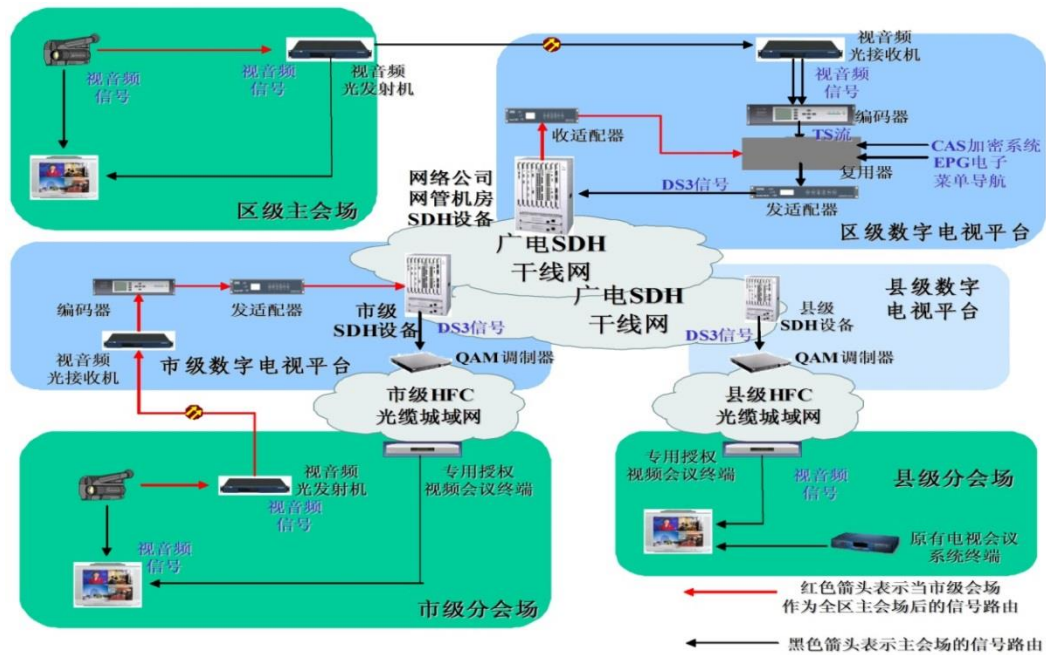 视音频
信号
视音频
信号
视音频
光发射机
区级主会场
视音频
光接收机
视音频
信号
编码器
TS流
收适配器
CAS加密系统
EPG电子
菜单导航
复用器
DS3信号
发适配器
区级数字电视平台
网络公司
网管机房
SDH设备
广电SDH
干线网
广电SDH
干线网
编码器
发适配器
市级
SDH设备
DS3信号
视音频
光接收机
市级数字电视平台
QAM调制器
县级
SDH设备
DS3信号
QAM调制器
县级数字
电视平台
市级HFC
光缆城域网
县级HFC
光缆城域网
视音频
光发射机
视音频
信号
专用授权
视频会议终端
视音频
信号
市级分会场
专用授权
视频会议终端
视音频
信号
县级分会场
原有电视会议
系统终端
红色箭头表示当市级会场
作为全区主会场后的信号路由
黑色箭头表示主会场的信号路由